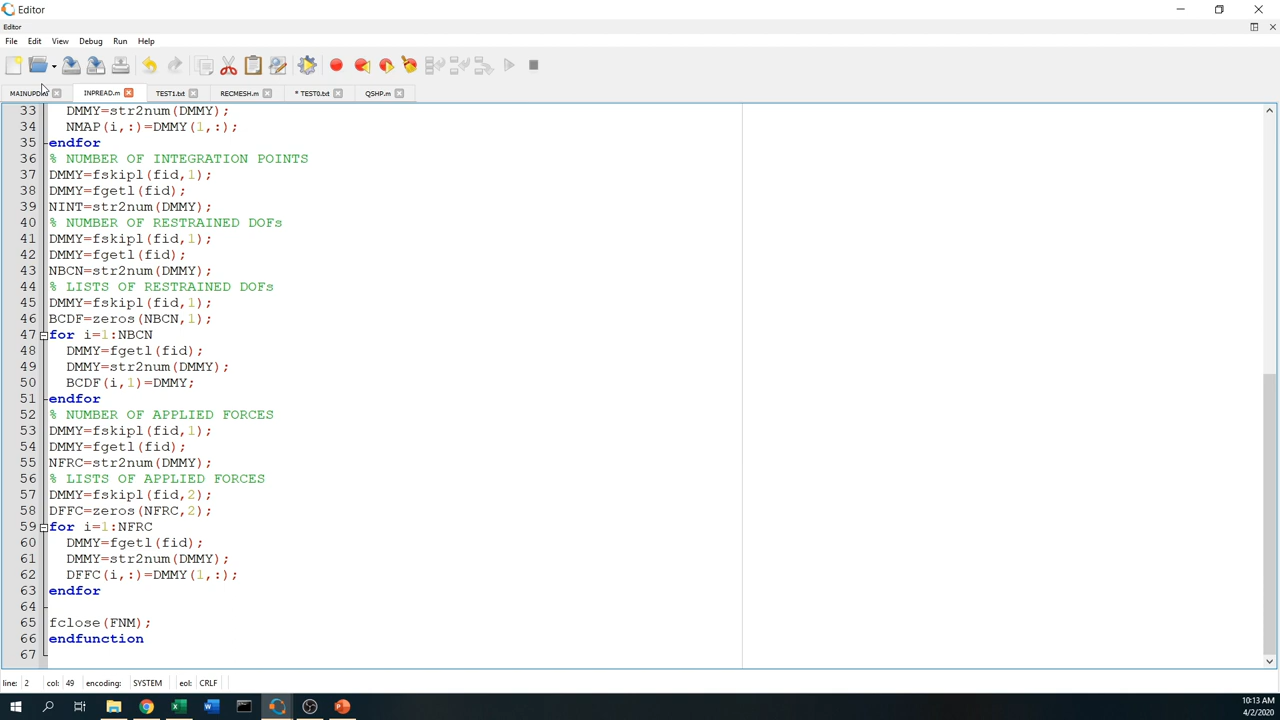 Editor
Editor
File Edit View Debug Run Help
INPREAD.m TEST1.txt RECMESH.m * TEST0.txt QSHP.m
33 DMMY=str2num(DMMY);
34 NMAP(i,:)=DMMY(1,:);
35 endfor
36 % NUMBER OF INTEGRATION POINTS
37 DMMY=fskipl(fid,1);
38 DMMY=fgetl(fid);
39 NINT=str2num(DMMY);
40 % NUMBER OF RESTRAINED DOFs
41 DMMY=fskipl(fid,1);
42 DMMY=fgetl(fid);
43 NBCN=str2num(DMMY);
44 % LISTS OF RESTRAINED DOFs
45 DMMY=fskipl(fid,1);
46 BCDF=zeros(NBCN,1);
47 for i=1:NBCN
48 DMMY=fgetl(fid);
49 DMMY=str2num(DMMY);
50 BCDF(i,1)=DMMY;
51 endfor
52 % NUMBER OF APPLIED FORCES
53 DMMY=fskipl(fid,1);
54 DMMY=fgetl(fid);
55 NFRC=str2num(DMMY);
56 % LISTS OF APPLIED FORCES
57 DMMY=fskipl(fid,2);
58 DFFC=zeros(NFRC,2);
59 for i=1:NFRC
60 DMMY=fgetl(fid);
61 DMMY=str2num(DMMY);
62 DFFC(i,:)=DMMY(1,:);
63 endfor
64
65 fclose(FNM);
66 endfunction
67
line: 2 col: 49 encoding: SYSTEM eol: CRLF
10:13 AM
4/2/2020